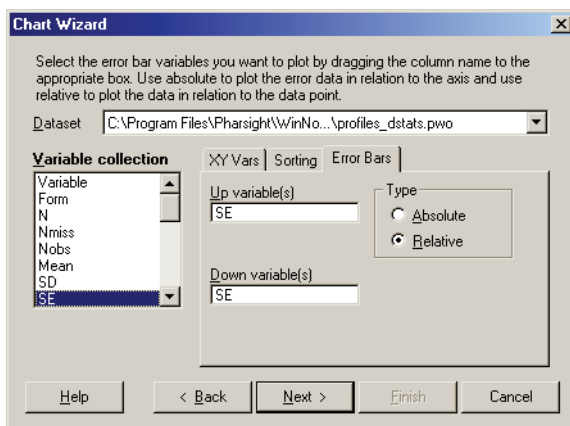 Chart Wizard
Select the error bar variables you want to plot by dragging the column name to the
appropriate box. Use absolute to plot the error data in relation to the axis and use
relative to plot the data in relation to the data point.
Dataset C:\Program Files\Pharsight\WinNo...\profiles_dstats.pwo
Variable collection
Variable
Form
N
Nmiss
Nobs
Mean
SD
SE
XY Vars Sorting Error Bars
Up variable(s)
SE
Down variable(s)
SE
Type
Absolute
Relative
Help < Back Next > Finish Cancel